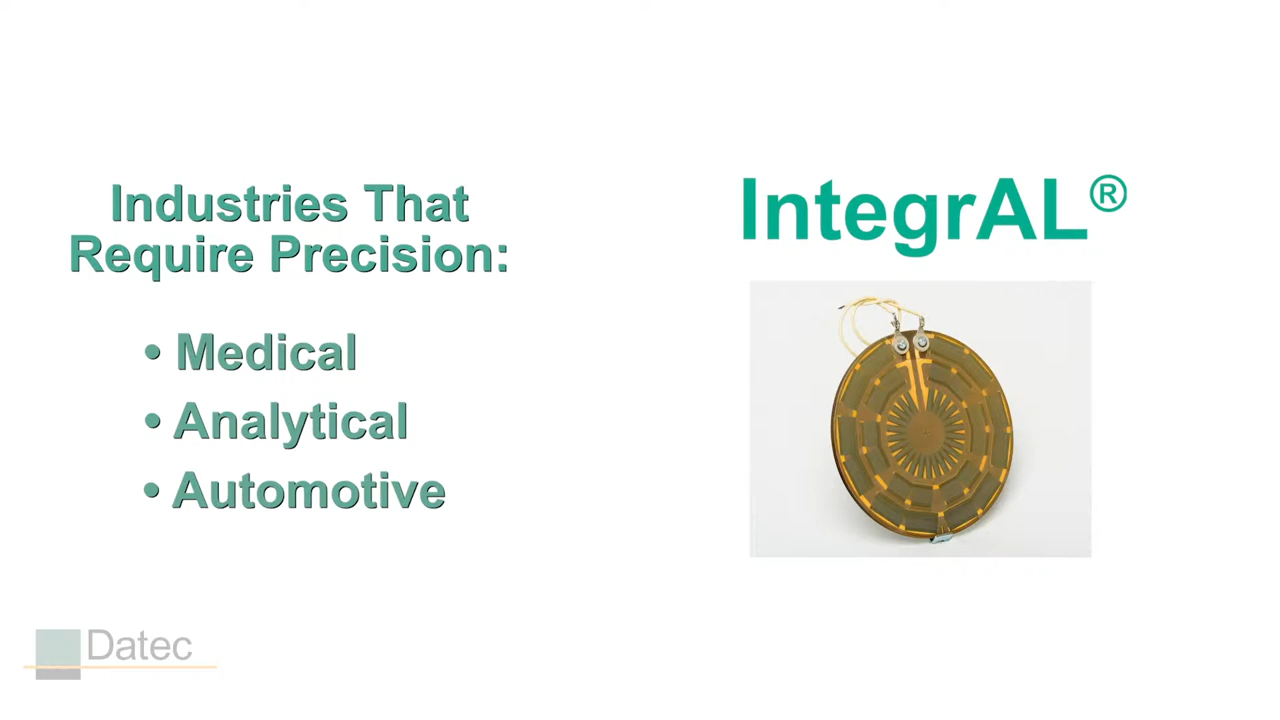 Industries That
Require Precision:
• Medical
• Analytical
• Automotive
IntegrAL®
Datec